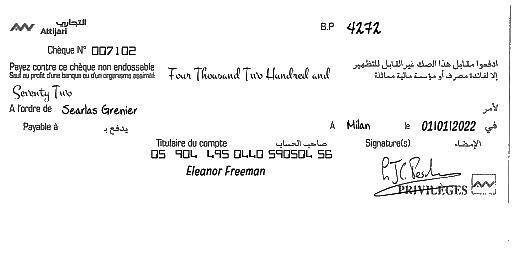 التجاري
Attijari
B.P 4272
Chèque N° 007102
Payez contre ce chèque non endossable
Sauf au profit d'une banque ou d'un organisme assimilé
Four Thousand Two Hundred and
ادفعوا مقابل هذا الصك غير القابل للتظهير
إلا لفائدة مصرف أو مؤسسة مالية مماثلة
Seventy Two
A l'ordre de Searlas Grenier
لأمر
Payable à يدفع بـ
A Milan le 01/01/2022 في
Titulaire du compte صاحب الحساب
Signature(s) الإمضاء
05 904 495 0440 590504 56
Eleanor Freeman
PRIVILÈGES